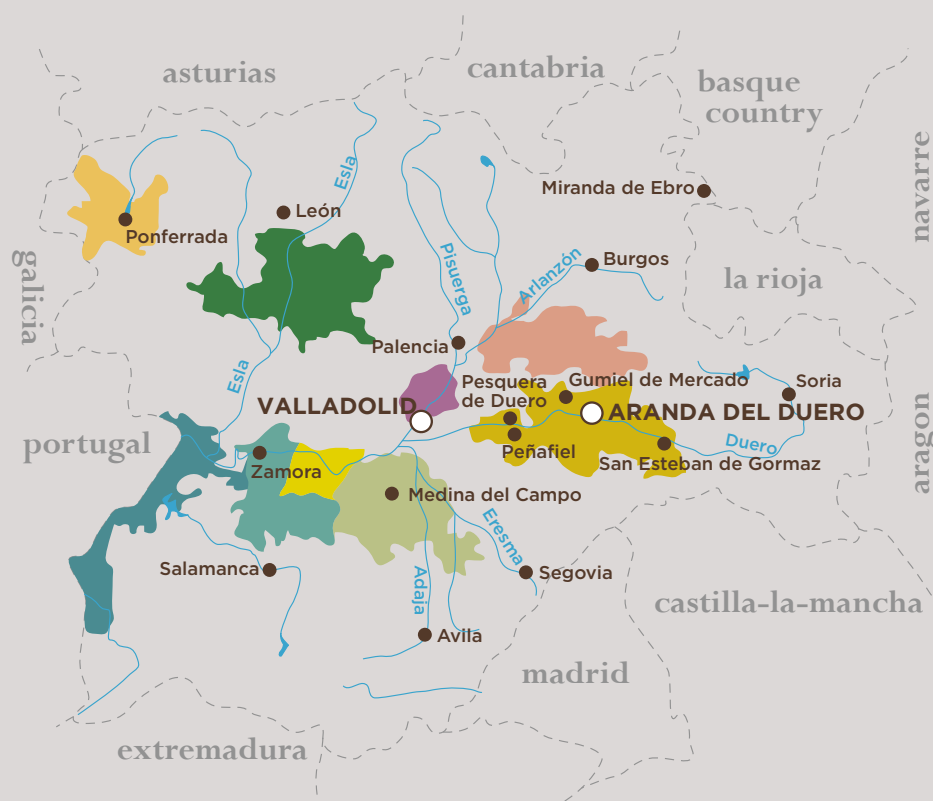 asturias
cantabria
basque
country
navarre
Esla
Miranda de Ebro
León
Ponferrada
galicia
Pisuerga
Arlanzón
Burgos
la rioja
Palencia
Esla
Pesquera
de Duero
Gumiel de Mercado
Soria
VALLADOLID
ARANDA DEL DUERO
aragon
portugal
Peñafiel
Duero
Zamora
San Esteban de Gormaz
Medina del Campo
Eresma
Salamanca
Adaja
Segovia
castilla-la-mancha
Avila
madrid
extremadura